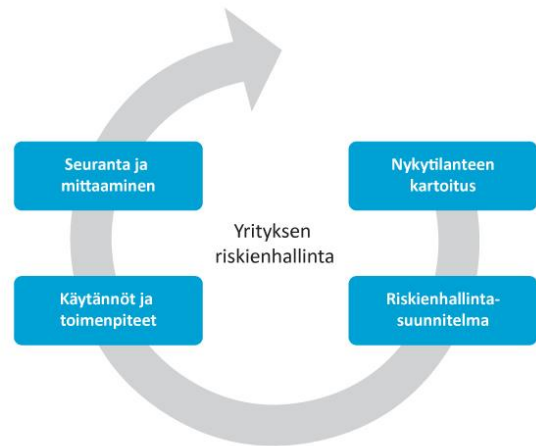 Seuranta ja
mittaaminen
Nykytilanteen
kartoitus
Yrityksen
riskienhallinta
Käytännöt ja
toimenpiteet
Riskienhallinta-
suunnitelma